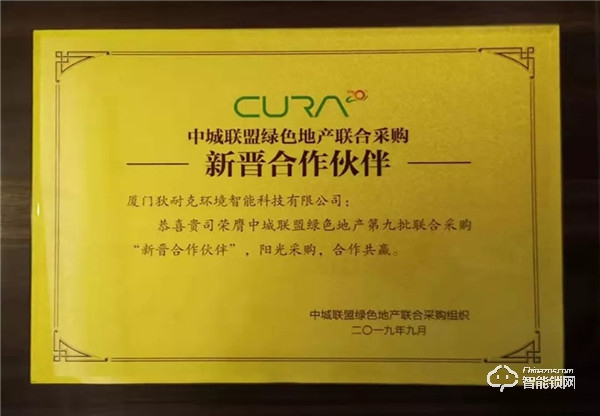 CURA
中城联盟绿色地产联合采购
新晋合作伙伴
厦门狄耐克环境智能科技有限公司：
恭喜贵司荣膺中城联盟绿色地产第九批联合采购
“新晋合作伙伴”，阳光采购，合作共赢。
中城联盟绿色地产联合采购组织
二〇一九年九月
Chinazns.com
智能锁网